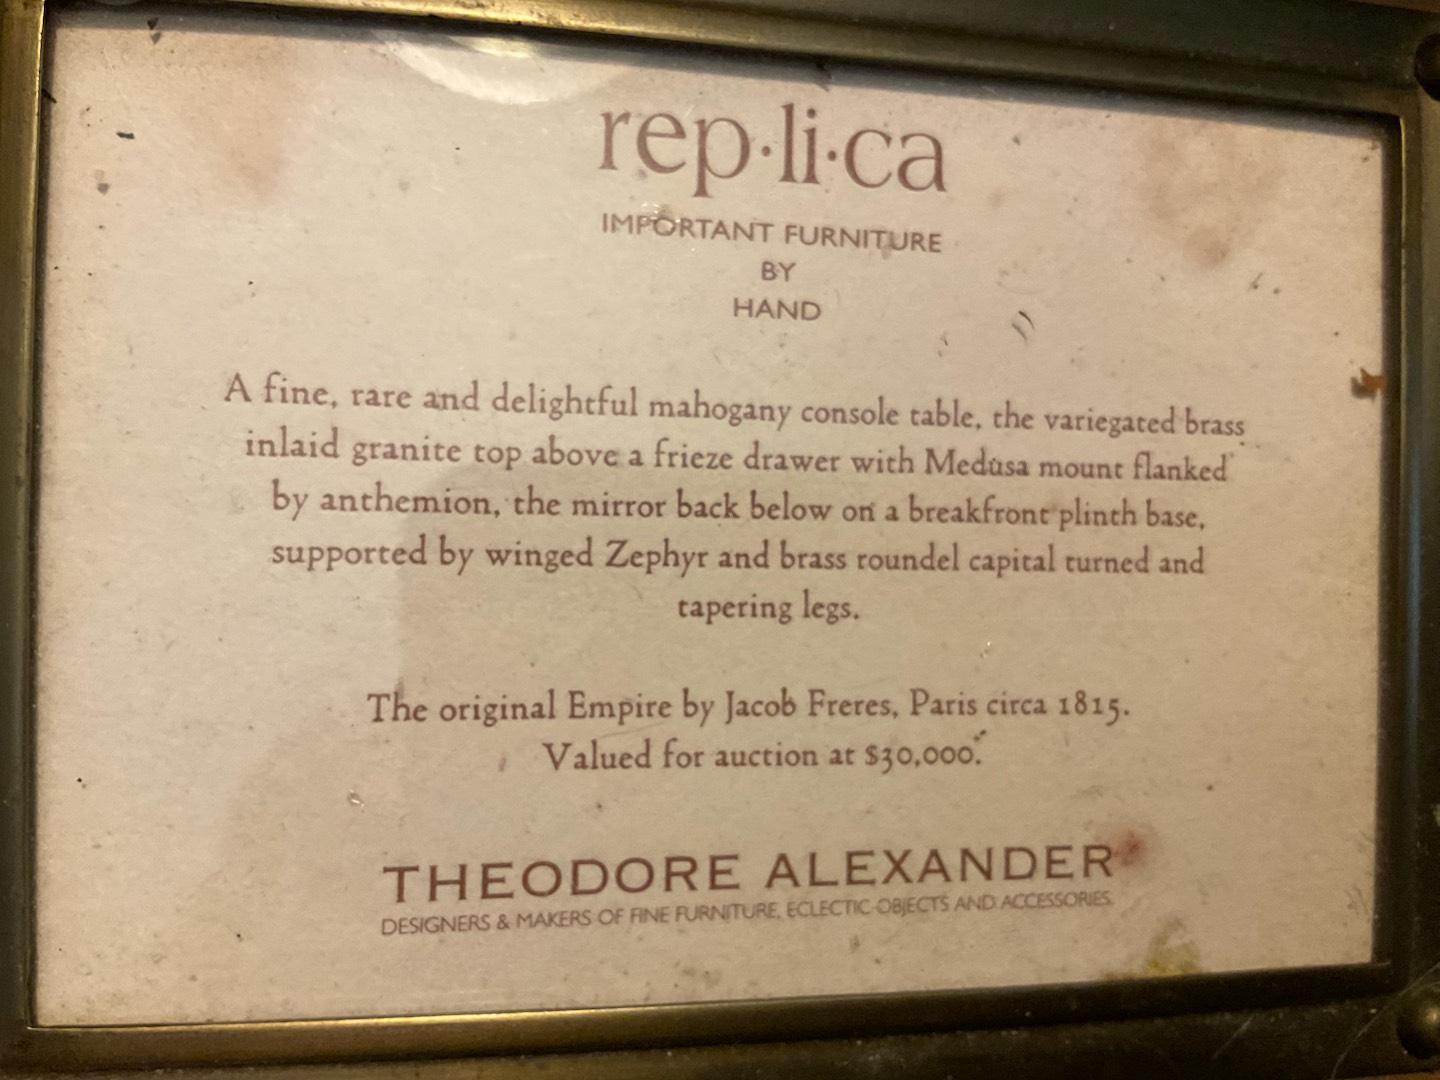 rep·li·ca
IMPORTANT FURNITURE
BY
HAND
A fine, rare and delightful mahogany console table, the variegated brass
inlaid granite top above a frieze drawer with Medusa mount flanked
by anthemion, the mirror back below on a breakfront plinth base,
supported by winged Zephyr and brass roundel capital turned and
tapering legs.
The original Empire by Jacob Freres, Paris circa 1815.
Valued for auction at $30,000.
THEODORE ALEXANDER
DESIGNERS & MAKERS OF FINE FURNITURE, ECLECTIC OBJECTS AND ACCESSORIES.